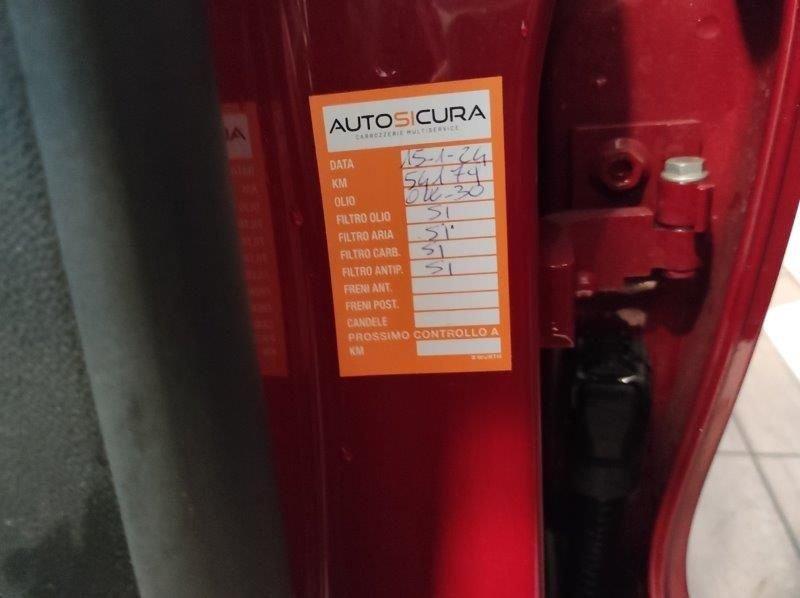 AUTOSICURA
CARROZZERIE MULTISERVICE
DATA 15-1-24
KM 54174
OLIO 0W-30
FILTRO OLIO SI
FILTRO ARIA SI
FILTRO CARB. SI
FILTRO ANTIP. SI
FRENI ANT.
FRENI POST.
CANDELE
PROSSIMO CONTROLLO A
KM
WÜRTH